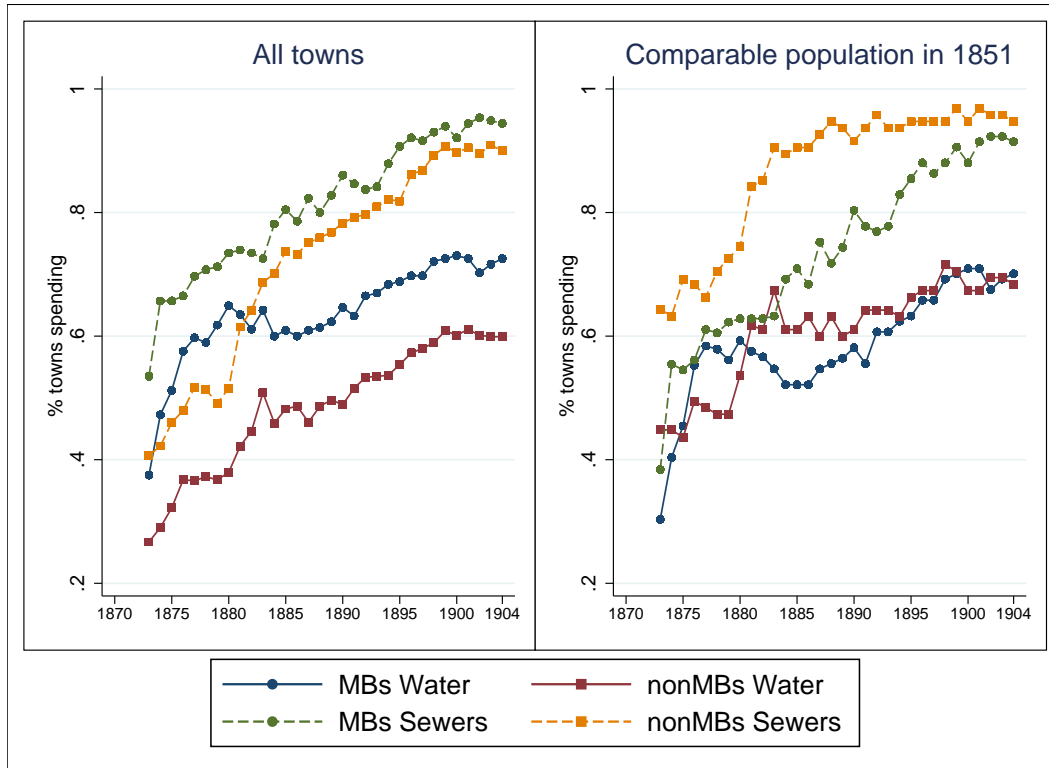 All towns
Comparable population in 1851
% towns spending
1
.8
.6
.4
.2
1870 1875 1880 1885 1890 1895 1900 1904
% towns spending
1
.8
.6
.4
.2
1870 1875 1880 1885 1890 1895 1900 1904
MBs Water nonMBs Water
MBs Sewers nonMBs Sewers